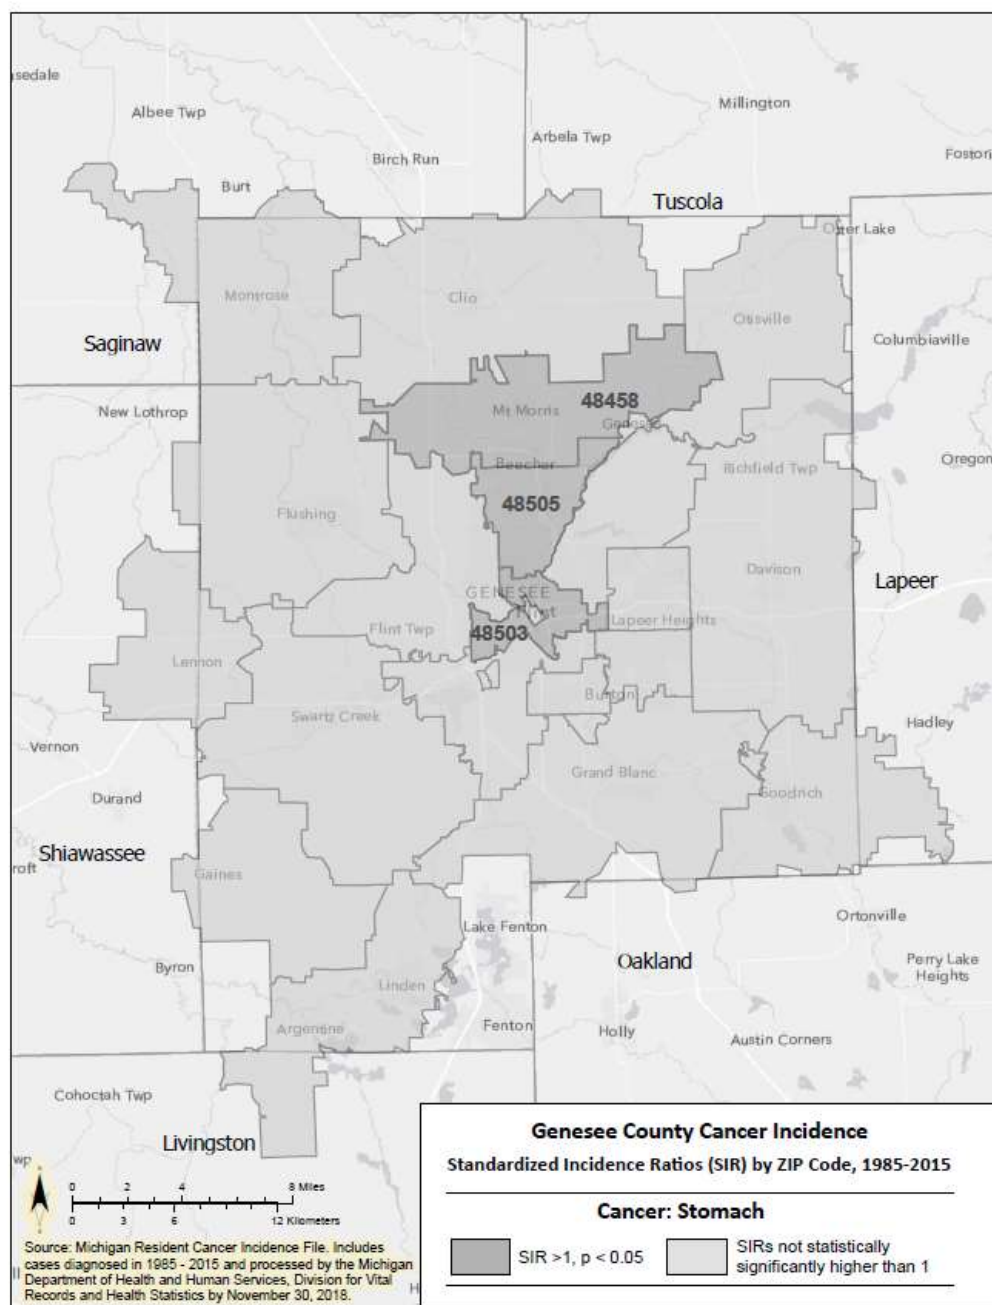 sedale
Albee Twp
Millington
Arbela Twp
Birch Run
Fostori
Burt
Tuscola
Otter Lake
Montrose
Clio
Otisville
Saginaw
Columbiaville
New Lothrop
48458
Mt Morris
Genesee
Oregon
Beecher
Richfield Twp
48505
Flushing
Davison
Lapeer
GENESEE
Flint
Lapeer Heights
Flint Twp
48503
Lennon
Burton
Swartz Creek
Hadley
Vernon
Grand Blanc
Goodrich
Durand
Shiawassee
roft
Gaines
Ortonville
Lake Fenton
Oakland
Perry Lake
Heights
Byron
Linden
Fenton
Holly
Argentine
Austin Corners
Cohoctah Twp
Livingston
wp
0 2 4 8 Miles
0 3 6 12 Kilometers
Source: Michigan Resident Cancer Incidence File. Includes
cases diagnosed in 1985 - 2015 and processed by the Michigan
Department of Health and Human Services, Division for Vital
Records and Health Statistics by November 30, 2018.
Genesee County Cancer Incidence
Standardized Incidence Ratios (SIR) by ZIP Code, 1985-2015
Cancer: Stomach
SIR >1, p < 0.05
SIRs not statistically
significantly higher than 1